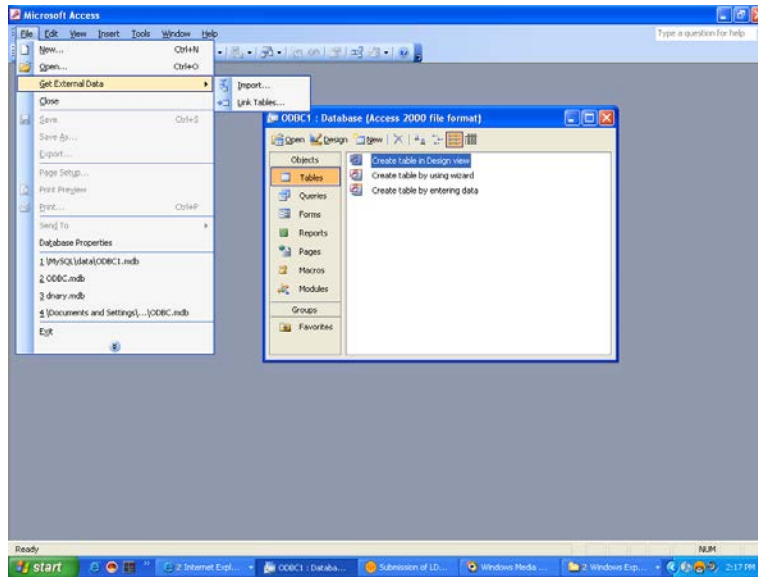 Microsoft Access
File Edit View Insert Tools Window Help
Type a question for help
New... Ctrl+N
Open... Ctrl+O
Get External Data
Import...
Link Tables...
Close
Save Ctrl+S
Save As...
Export...
Page Setup...
Print Preview
Print... Ctrl+P
Send To
Database Properties
1 \MySQL\data\ODBC1.mdb
2 ODBC.mdb
3 dnary.mdb
4 \Documents and Settings\...\ODBC.mdb
Exit
ODBC1 : Database (Access 2000 file format)
Open Design New
Objects
Tables
Queries
Forms
Reports
Pages
Macros
Modules
Groups
Favorites
Create table in Design view
Create table by using wizard
Create table by entering data
Ready
NUM
start
2 Internet Expl...
ODBC1 : Databa...
Submission of LD...
Windows Media ...
2 Windows Exp...
2:17 PM